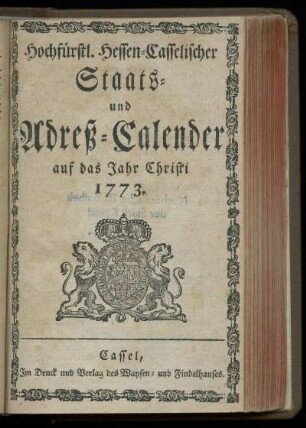 Hochfürstl. Hessen-Casselischer
Staats-
und
Adreß-Calender
auf das Jahr Christi
1773.
Cassel,
Im Druck und Verlag des Waysen- und Findelhauses.